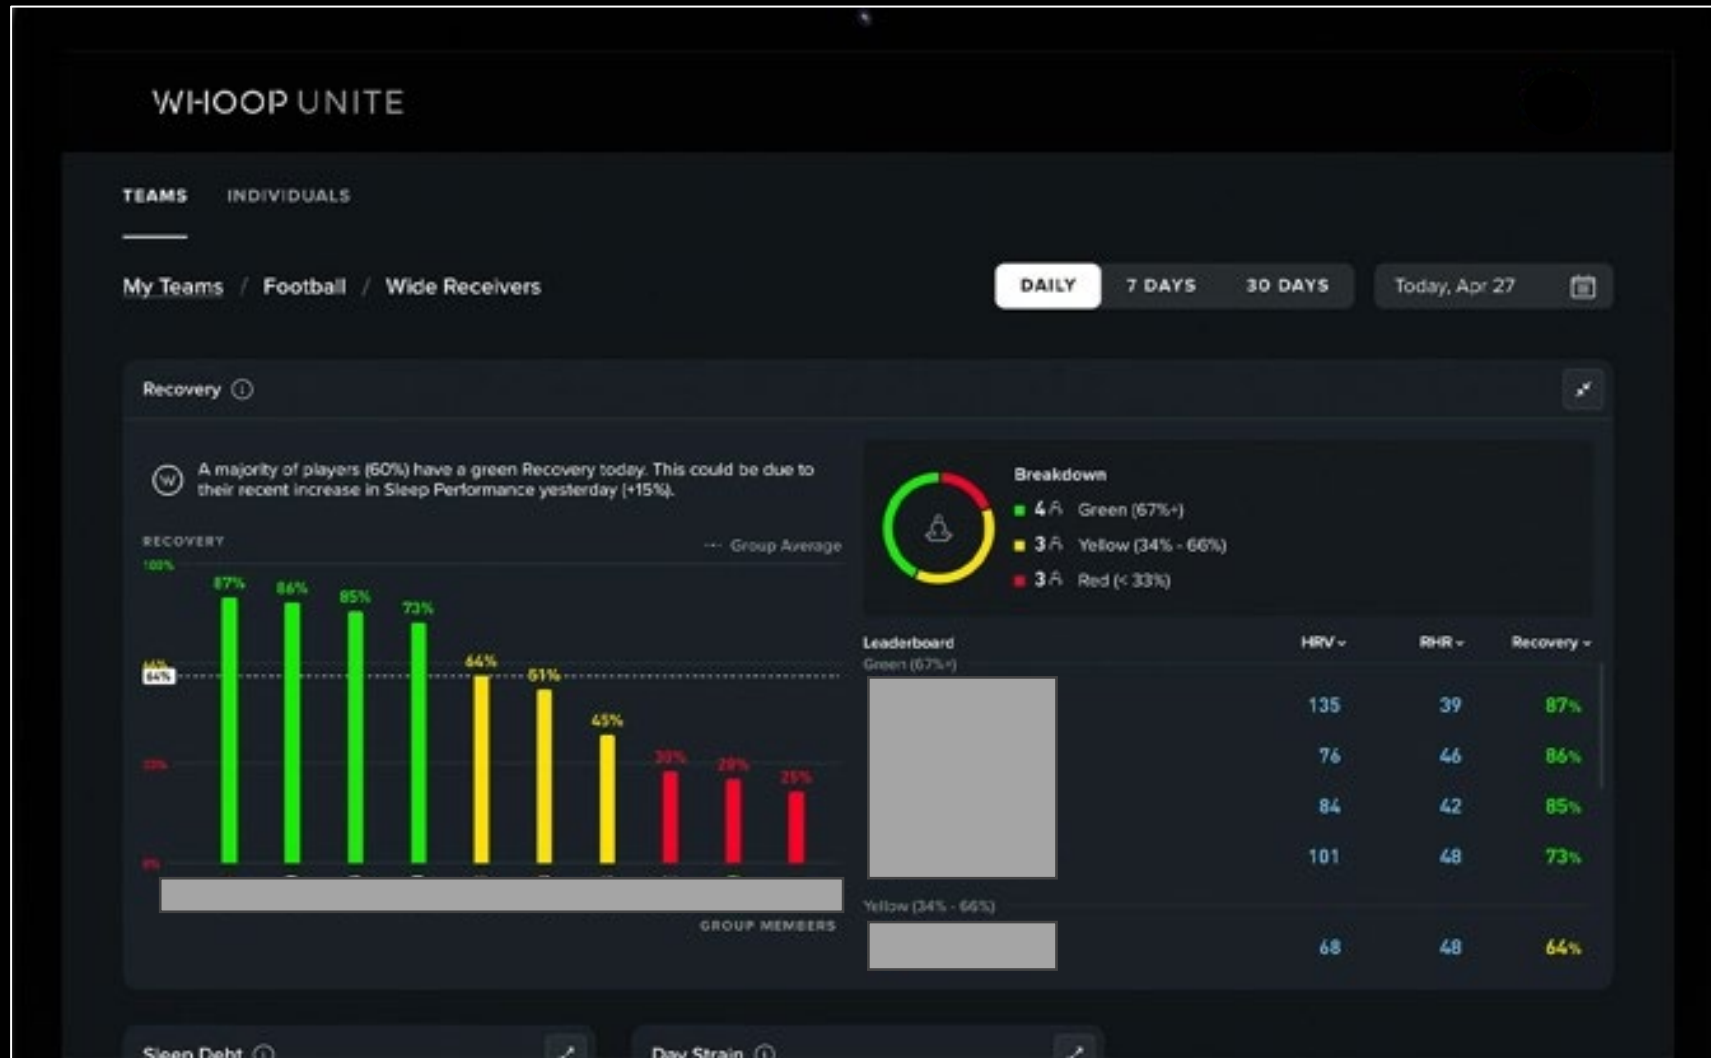 WHOOP UNITE
TEAMS INDIVIDUALS
My Teams / Football / Wide Receivers
DAILY 7 DAYS 30 DAYS Today, Apr 27
Recovery
A majority of players (60%) have a green Recovery today. This could be due to
their recent increase in Sleep Performance yesterday (+15%).
RECOVERY
Group Average
100%
87% 86% 85% 73% 64% 51% 45% 30% 28% 25%
66%
64%
33%
0%
GROUP MEMBERS
Breakdown
4 Green (67%+)
3 Yellow (34% - 66%)
3 Red (< 33%)
Leaderboard HRV RHR Recovery
Green (67%+)
135 39 87%
76 46 86%
84 42 85%
101 48 73%
Yellow (34% - 66%)
68 48 64%
Sleep Debt Day Strain